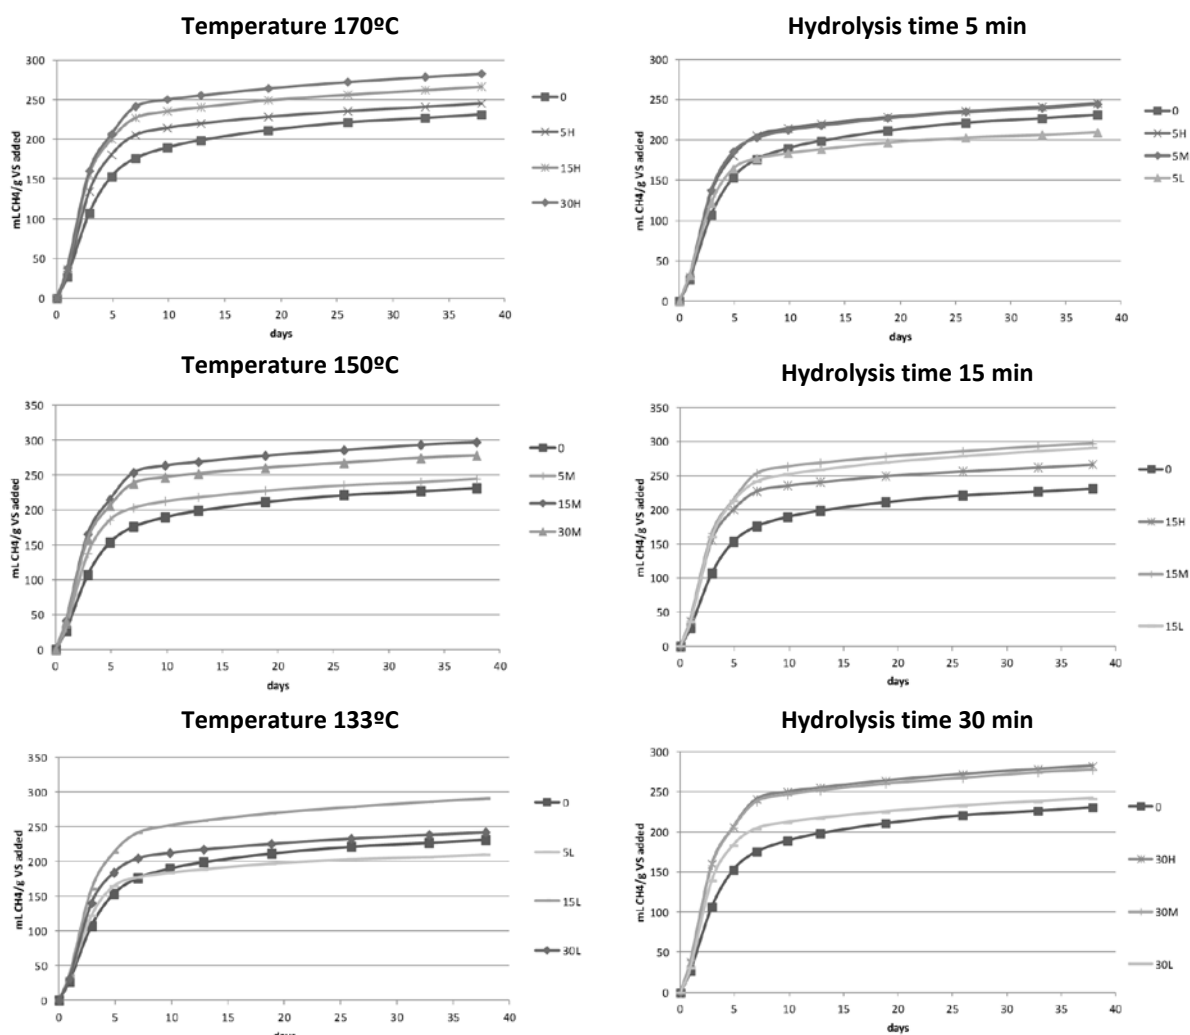 Temperature 170ºC
300
250
200
150
100
50
0
mL CH4/g VS added
0 5 10 15 20 25 30 35 40
days
0
5H
15H
30H
Hydrolysis time 5 min
300
250
200
150
100
50
0
mL CH4/g VS added
0 5 10 15 20 25 30 35 40
days
0
5H
5M
5L
Temperature 150ºC
350
300
250
200
150
100
50
0
mL CH4/g VS added
0 5 10 15 20 25 30 35 40
days
0
5M
15M
30M
Hydrolysis time 15 min
350
300
250
200
150
100
50
0
mL CH4/g VS added
0 5 10 15 20 25 30 35 40
days
0
15H
15M
15L
Temperature 133ºC
350
300
250
200
150
100
50
0
mL CH4/g VS added
0 5 10 15 20 25 30 35 40
days
0
5L
15L
30L
Hydrolysis time 30 min
300
250
200
150
100
50
0
mL CH4/g VS added
0 5 10 15 20 25 30 35 40
days
0
30H
30M
30L